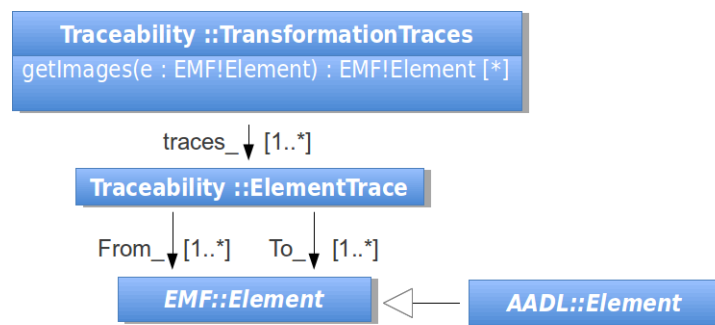 Traceability ::TransformationTraces
getImages(e : EMF!Element) : EMF!Element [*]
traces_ [1..*]
Traceability ::ElementTrace
From_ [1..*] To_ [1..*]
EMF::Element AADL::Element